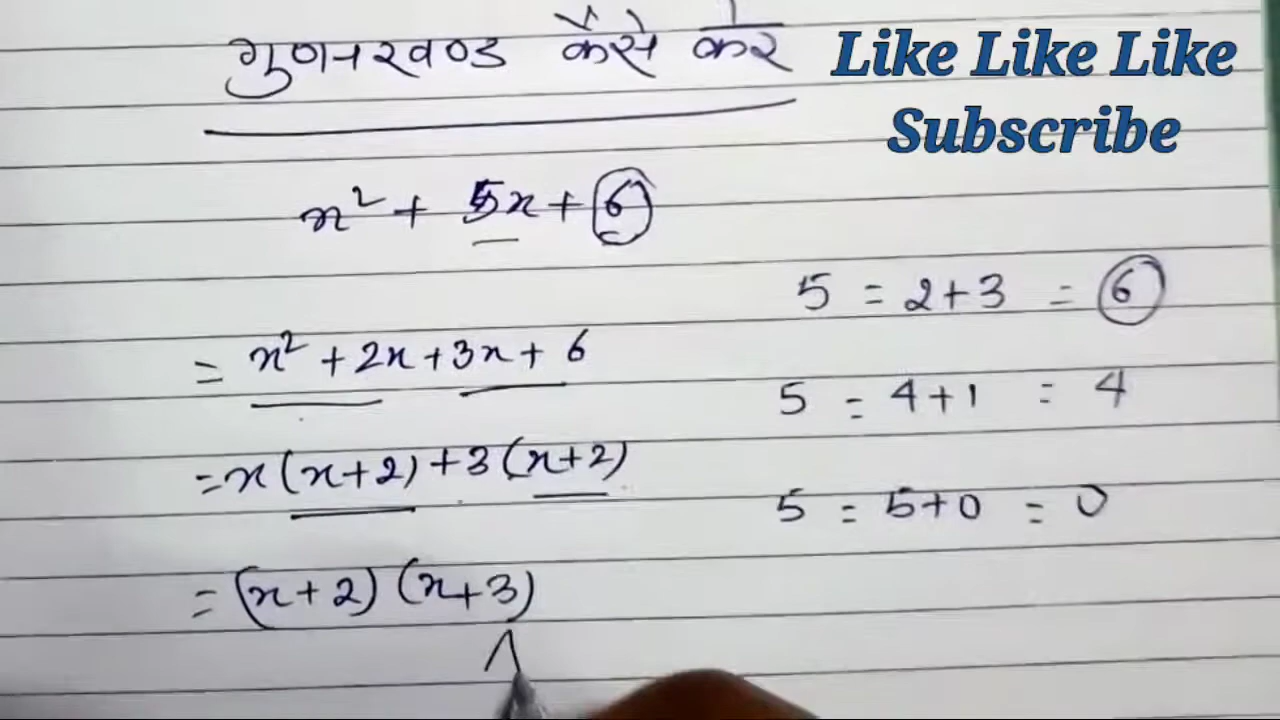 गुणनखण्ड कैसे करें
Like Like Like
Subscribe
x² + 5x + 6
5 = 2+3 = 6
= x² + 2x + 3x + 6
5 = 4+1 = 4
= x (x+2) + 3 (x+2)
5 = 5+0 = 0
= (x+2) (x+3)